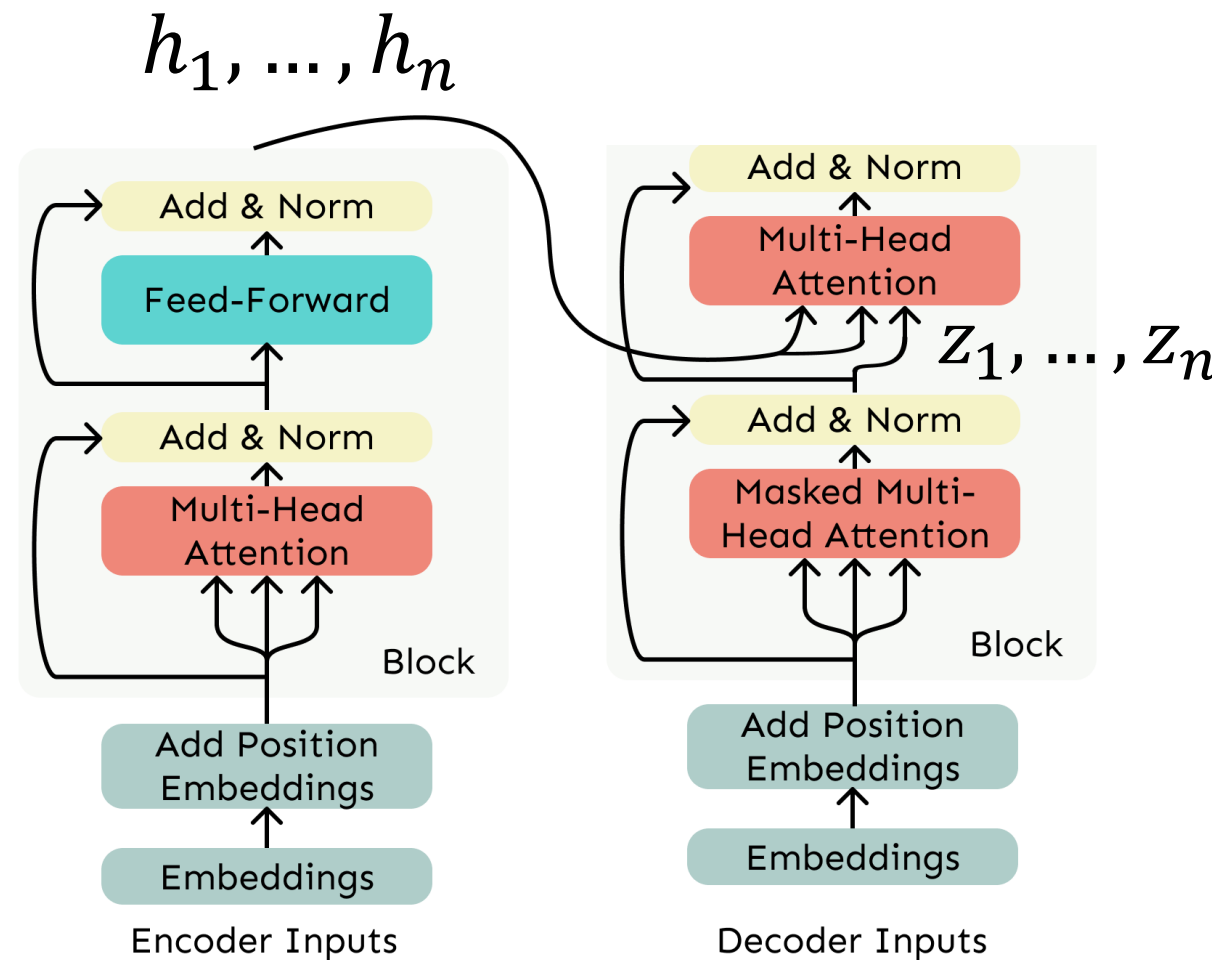 h₁, … , hₙ
Add & Norm
Feed-Forward
Add & Norm
Multi-Head
Attention
Block
Add Position
Embeddings
Embeddings
Encoder Inputs
Add & Norm
Multi-Head
Attention
z₁, … , zₙ
Add & Norm
Masked Multi-
Head Attention
Block
Add Position
Embeddings
Embeddings
Decoder Inputs